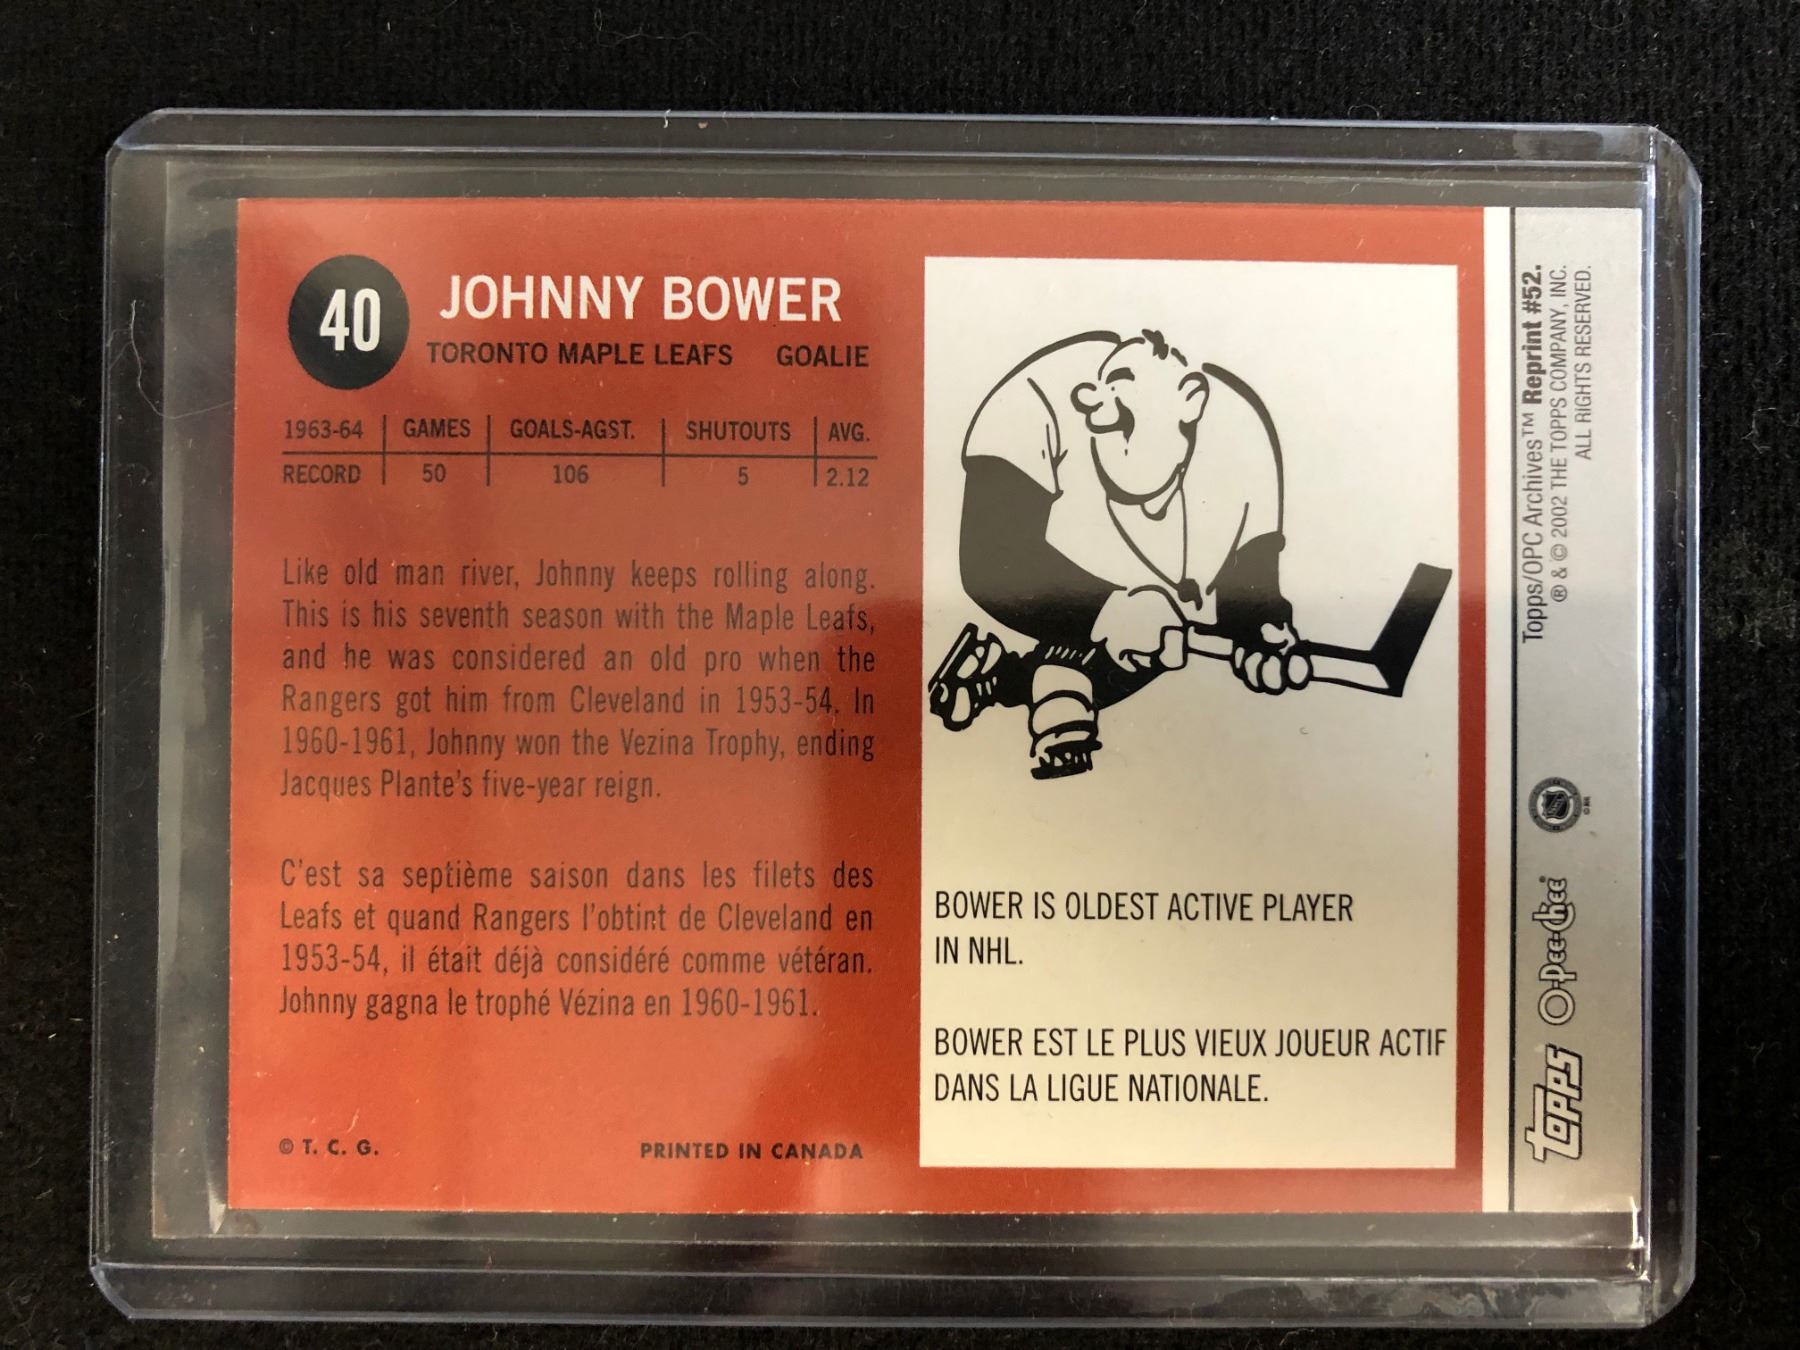 40
JOHNNY BOWER
TORONTO MAPLE LEAFS GOALIE
1963-64 GAMES GOALS-AGST. SHUTOUTS AVG.
RECORD 50 106 5 2.12
Like old man river, Johnny keeps rolling along.
This is his seventh season with the Maple Leafs,
and he was considered an old pro when the
Rangers got him from Cleveland in 1953-54. In
1960-1961, Johnny won the Vezina Trophy, ending
Jacques Plante's five-year reign.
C'est sa septième saison dans les filets des
Leafs et quand Rangers l'obtint de Cleveland en
1953-54, il était déjà considéré comme vétéran.
Johnny gagna le trophé Vézina en 1960-1961.
© T. C. G. PRINTED IN CANADA
BOWER IS OLDEST ACTIVE PLAYER
IN NHL.
BOWER EST LE PLUS VIEUX JOUEUR ACTIF
DANS LA LIGUE NATIONALE.
Topps/OPC Archives™ Reprint #52.
® & © 2002 THE TOPPS COMPANY, INC.
ALL RIGHTS RESERVED.
NHL
© NHL
O-Pee-Chee®
TOPPS